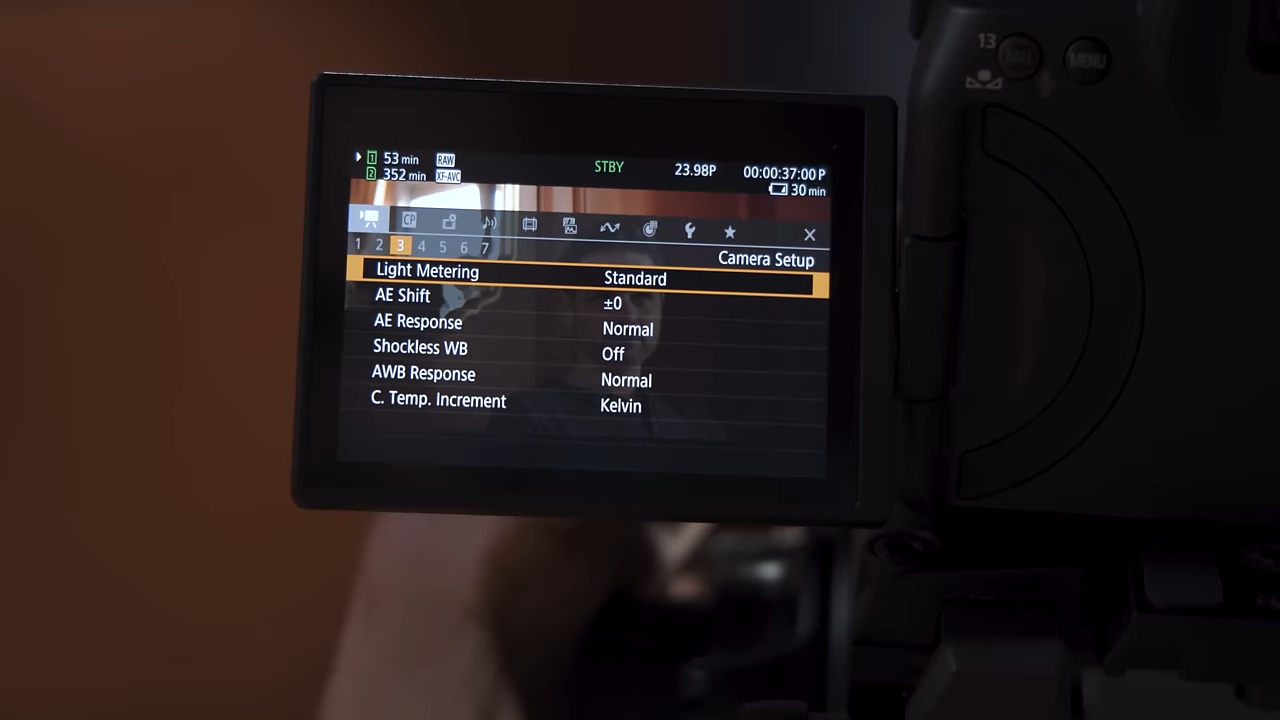 1 53 min RAW STBY 23.98P 00:00:37:00 P
2 352 min XF-AVC 30 min
CP
1 2 3 4 5 6 7
Camera Setup
Light Metering Standard
AE Shift ±0
AE Response Normal
Shockless WB Off
AWB Response Normal
C. Temp. Increment Kelvin
13
MENU